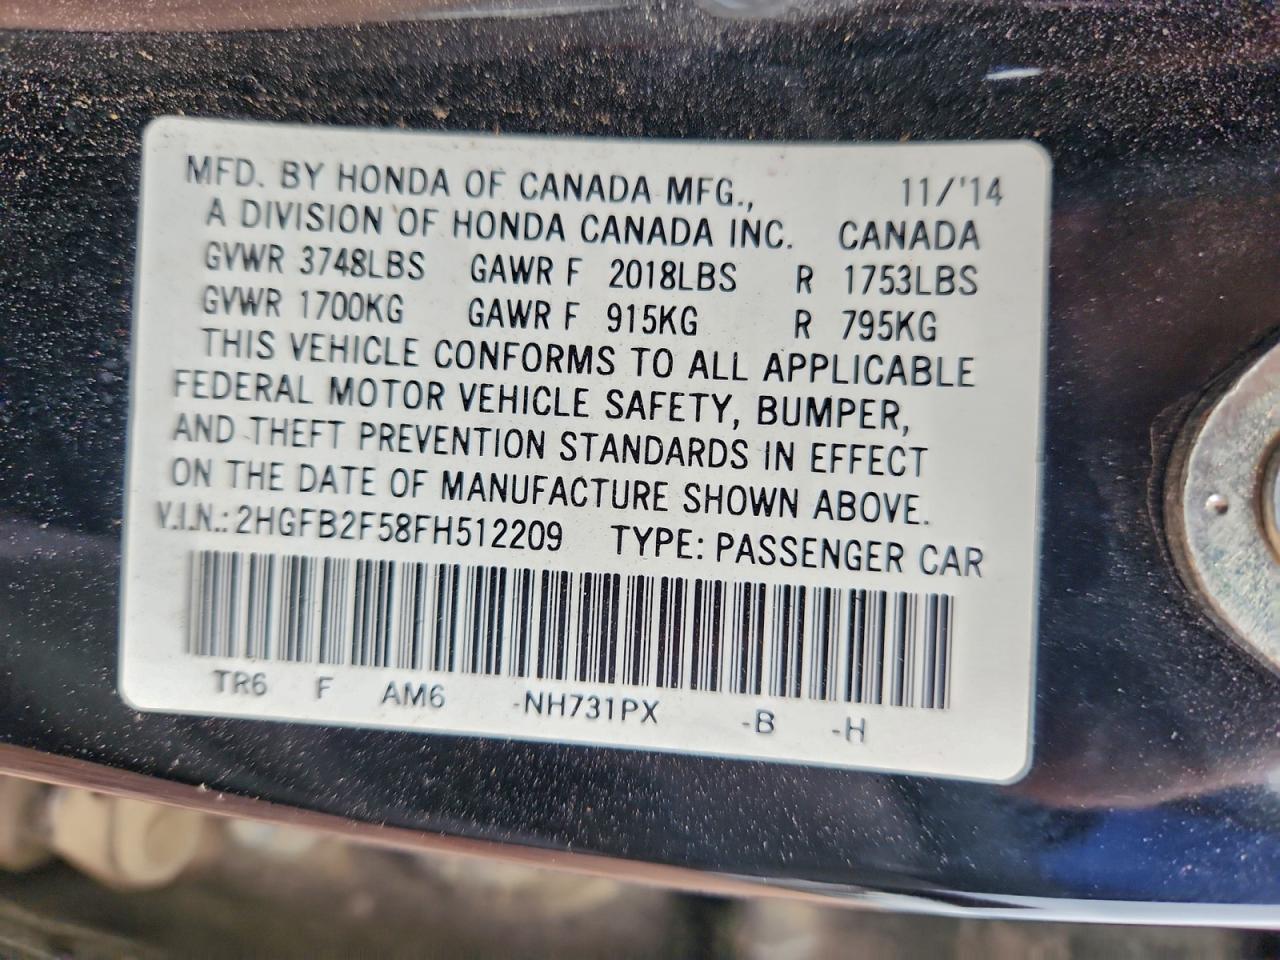 MFD. BY HONDA OF CANADA MFG., 11/'14
A DIVISION OF HONDA CANADA INC. CANADA
GVWR 3748LBS GAWR F 2018LBS R 1753LBS
GVWR 1700KG GAWR F 915KG R 795KG
THIS VEHICLE CONFORMS TO ALL APPLICABLE
FEDERAL MOTOR VEHICLE SAFETY, BUMPER,
AND THEFT PREVENTION STANDARDS IN EFFECT
ON THE DATE OF MANUFACTURE SHOWN ABOVE.
V.I.N.: 2HGFB2F58FH512209 TYPE: PASSENGER CAR
TR6 F AM6 -NH731PX -B -H